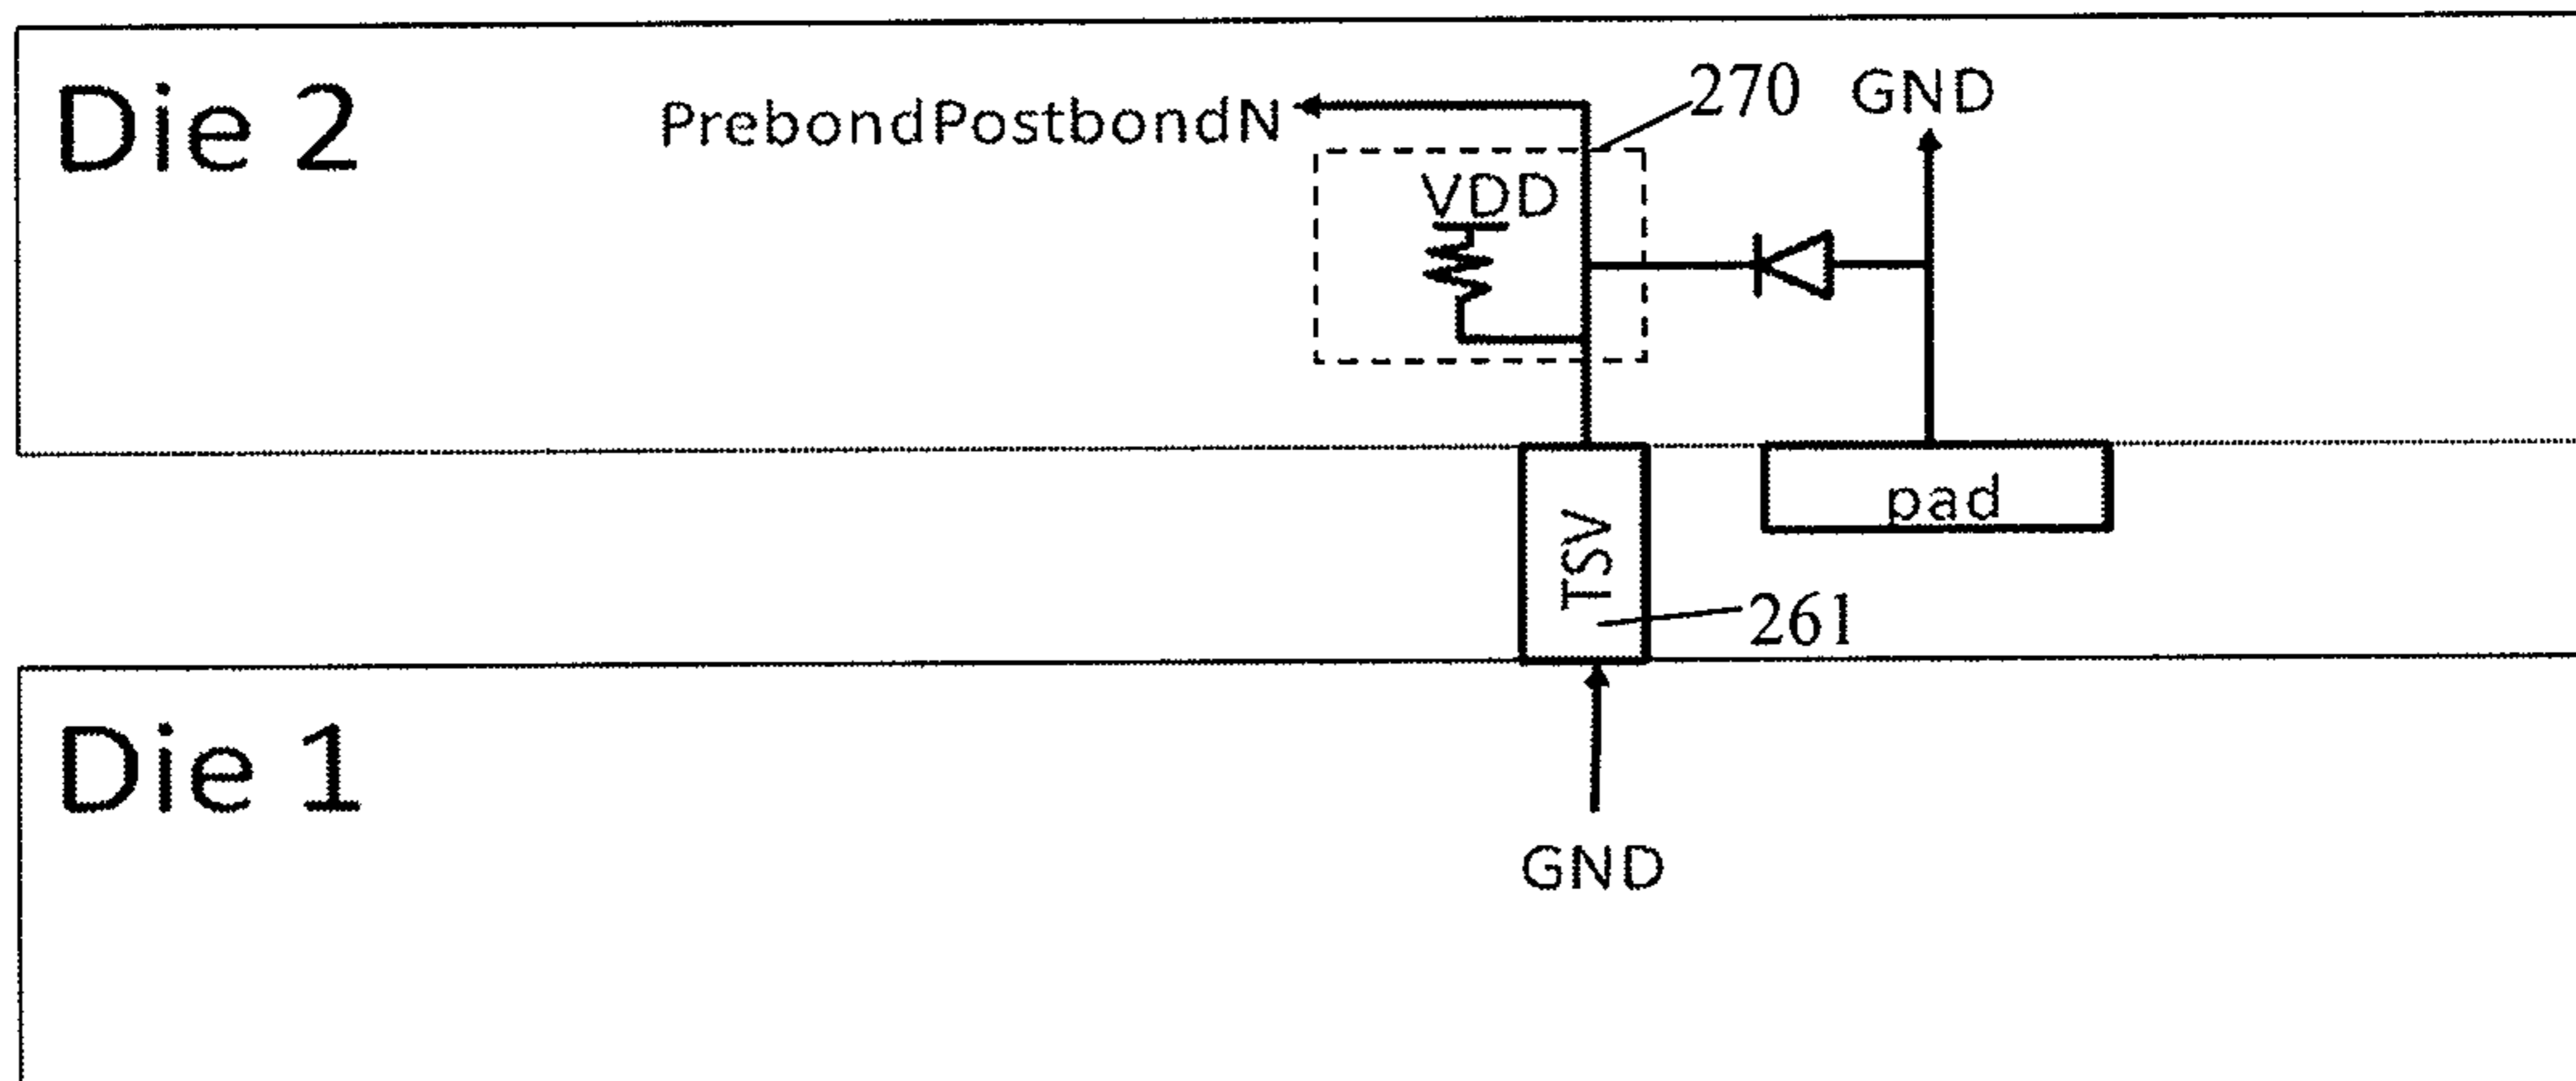 Die 2
PrebondPostbondN
270
GND
VDD
pad
TSV
261
Die 1
GND